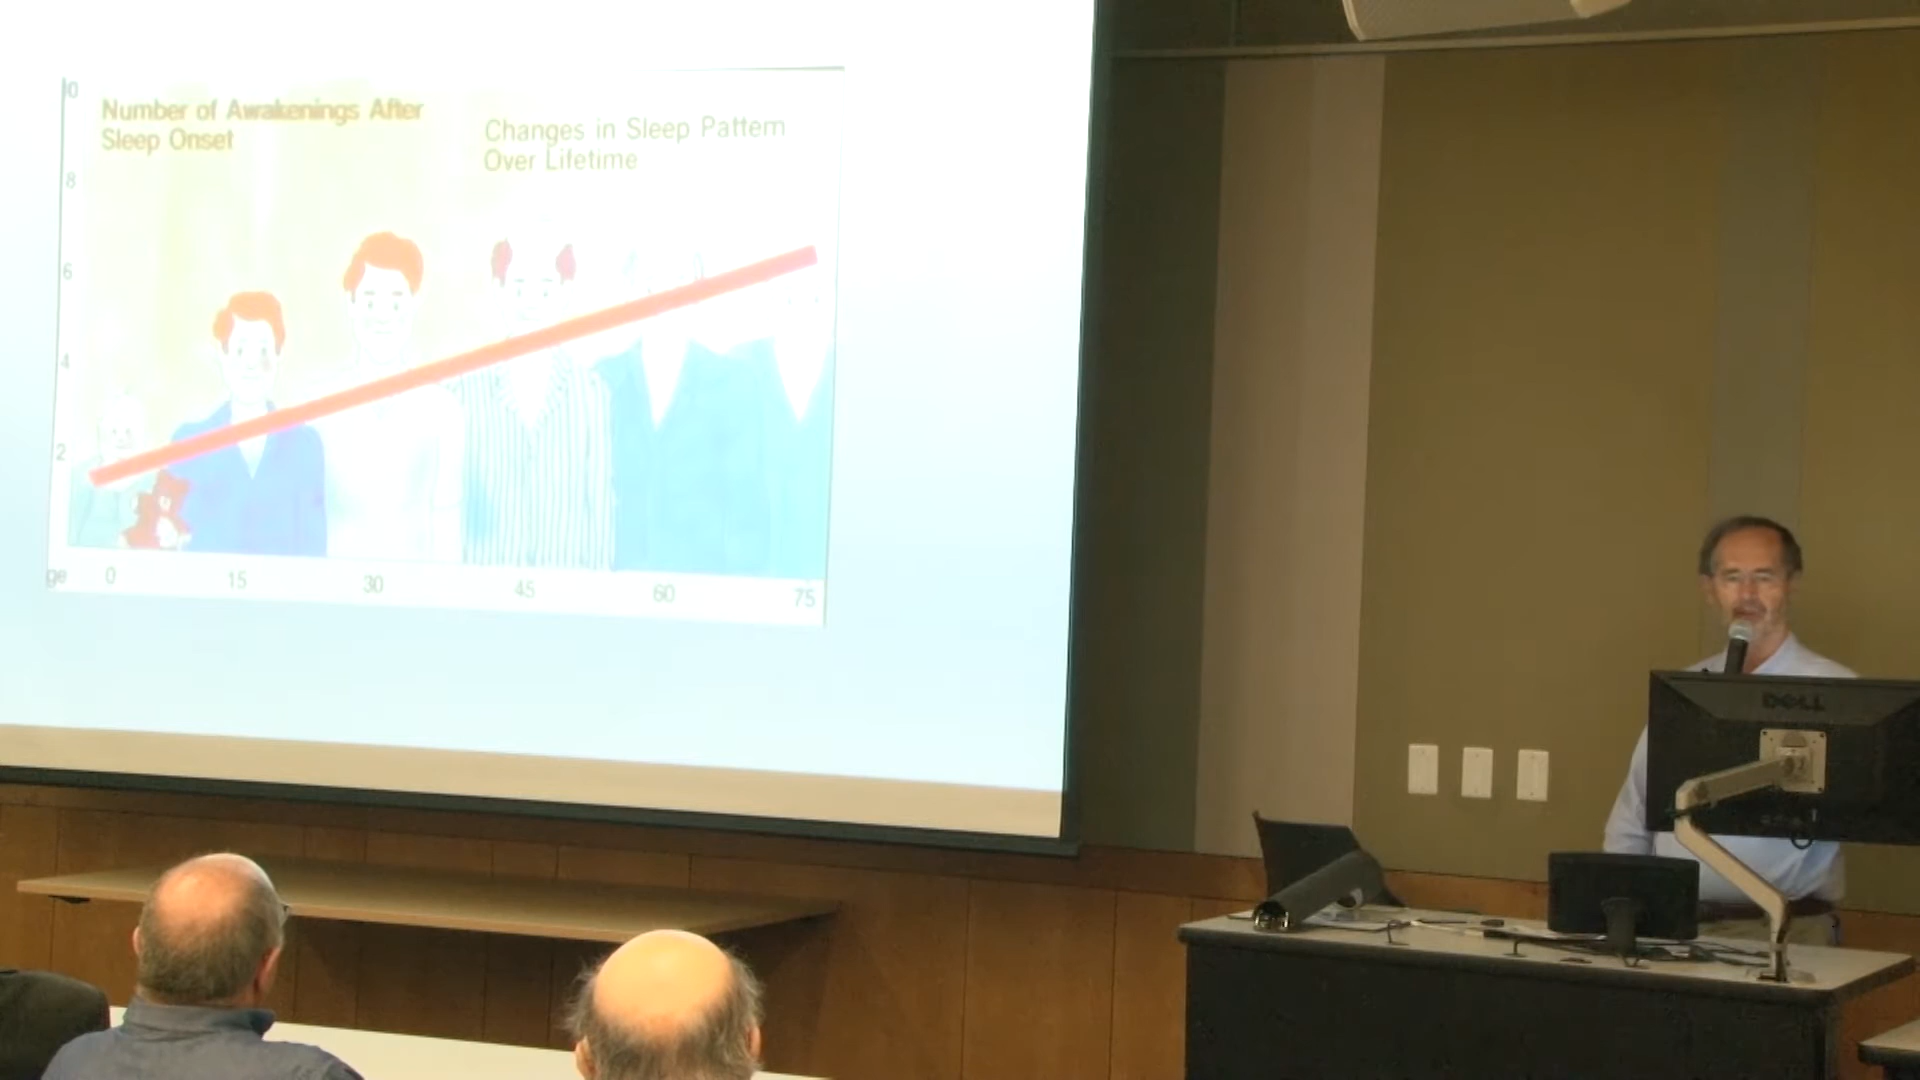 Number of Awakenings After
Sleep Onset
Changes in Sleep Pattern
Over Lifetime
10
8
6
4
2
ge 0 15 30 45 60 75
DELL